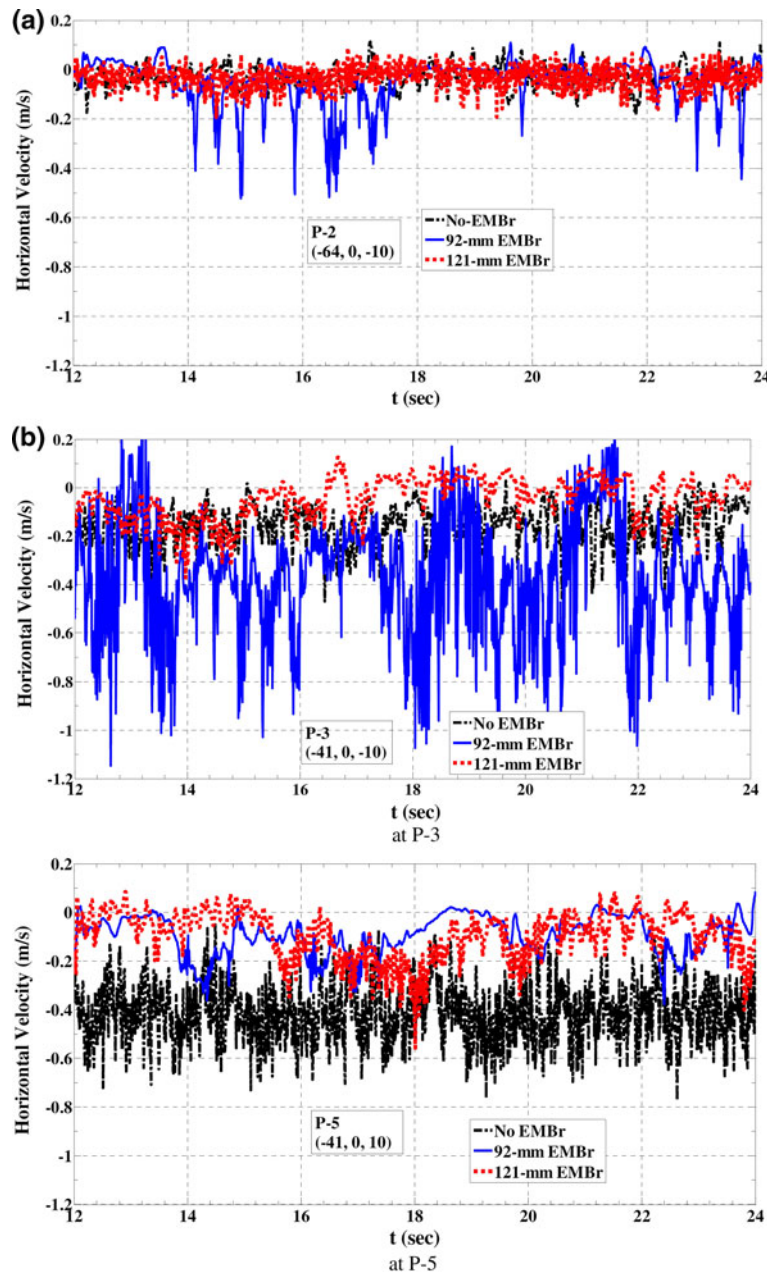 (a)
0.2
0
-0.2
-0.4
-0.6
-0.8
-1
-1.2
Horizontal Velocity (m/s)
P-2
(-64, 0, -10)
No-EMBr
92-mm EMBr
121-mm EMBr
12 14 16 18 20 22 24
t (sec)
(b)
0.2
0
-0.2
-0.4
-0.6
-0.8
-1
-1.2
Horizontal Velocity (m/s)
P-3
(-41, 0, -10)
No EMBr
92-mm EMBr
121-mm EMBr
12 14 16 18 20 22 24
t (sec)
at P-3
0.2
0
-0.2
-0.4
-0.6
-0.8
-1
-1.2
Horizontal Velocity (m/s)
P-5
(-41, 0, 10)
No EMBr
92-mm EMBr
121-mm EMBr
12 14 16 18 20 22 24
t (sec)
at P-5